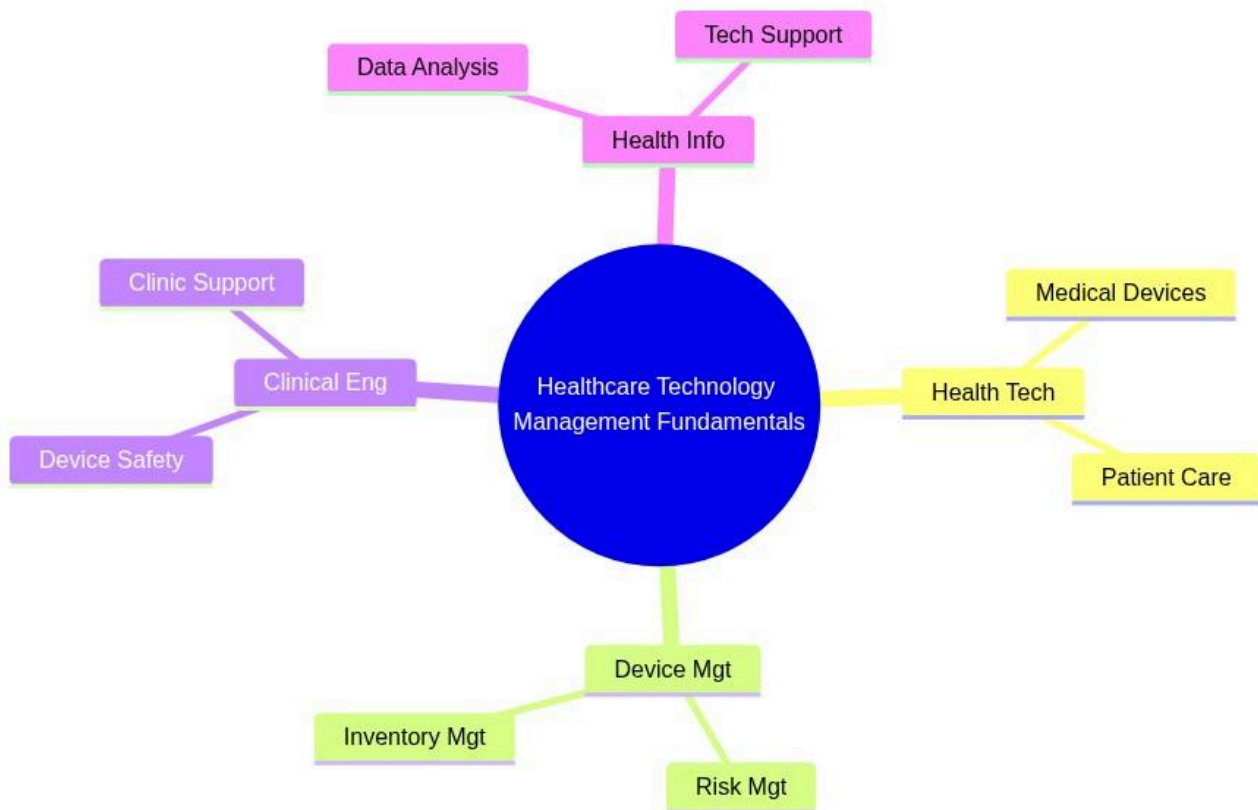 Tech Support
Data Analysis
Health Info
Clinic Support
Medical Devices
Clinical Eng
Healthcare Technology
Management Fundamentals
Health Tech
Device Safety
Patient Care
Device Mgt
Inventory Mgt
Risk Mgt